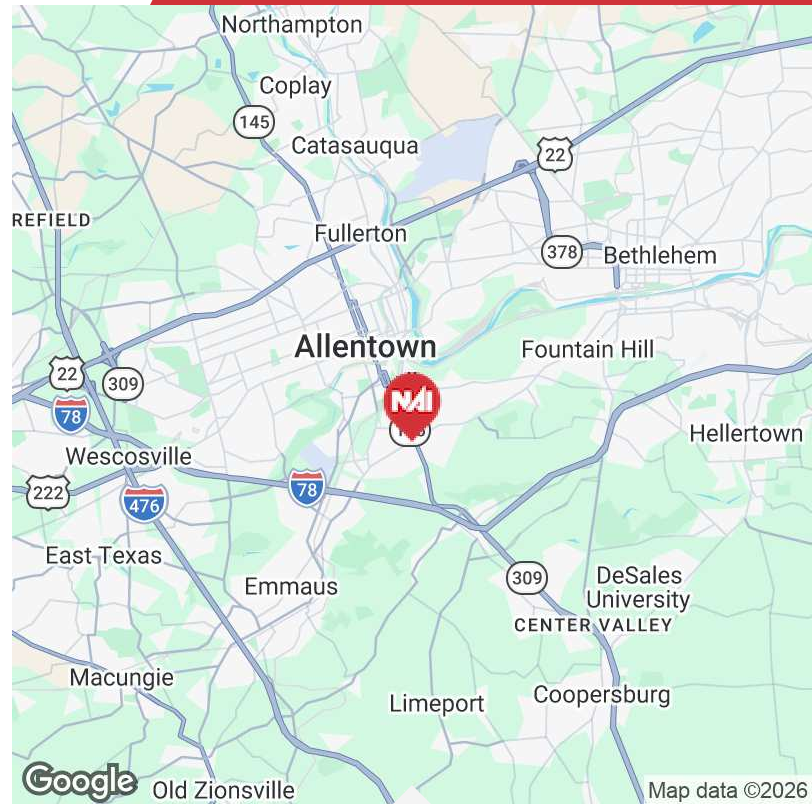 Northampton
Coplay
145
Catasauqua
22
REFIELD
Fullerton
378
Bethlehem
Allentown
Fountain Hill
22
309
78
NAI
Hellertown
Wescosville
222
78
476
East Texas
Emmaus
309
DeSales
University
CENTER VALLEY
Macungie
Limeport
Coopersburg
Google
Old Zionsville
Map data ©2026